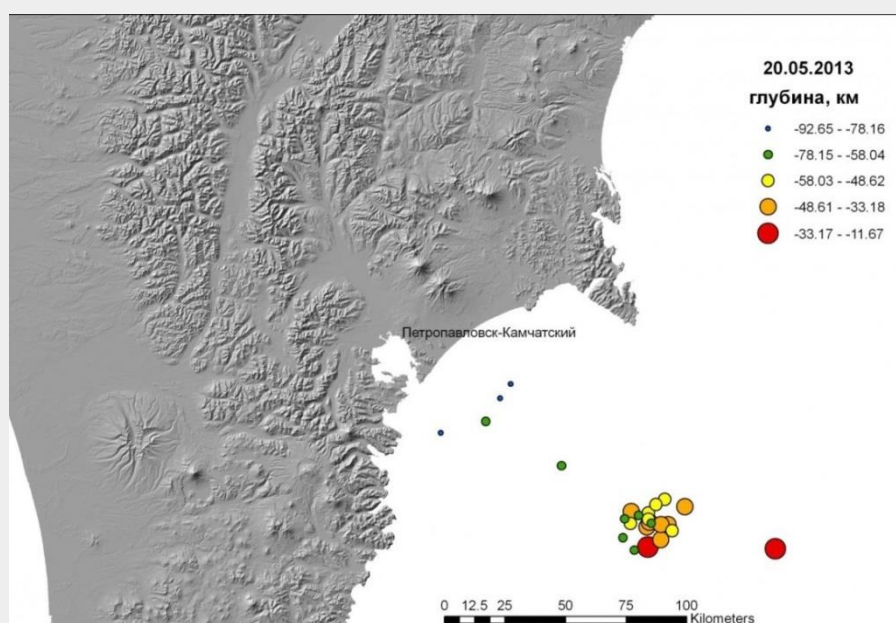 20.05.2013
глубина, км
-92.65 - -78.16
-78.15 - -58.04
-58.03 - -48.62
-48.61 - -33.18
-33.17 - -11.67
Петропавловск-Камчатский
0 12.5 25 50 75 100
Kilometers